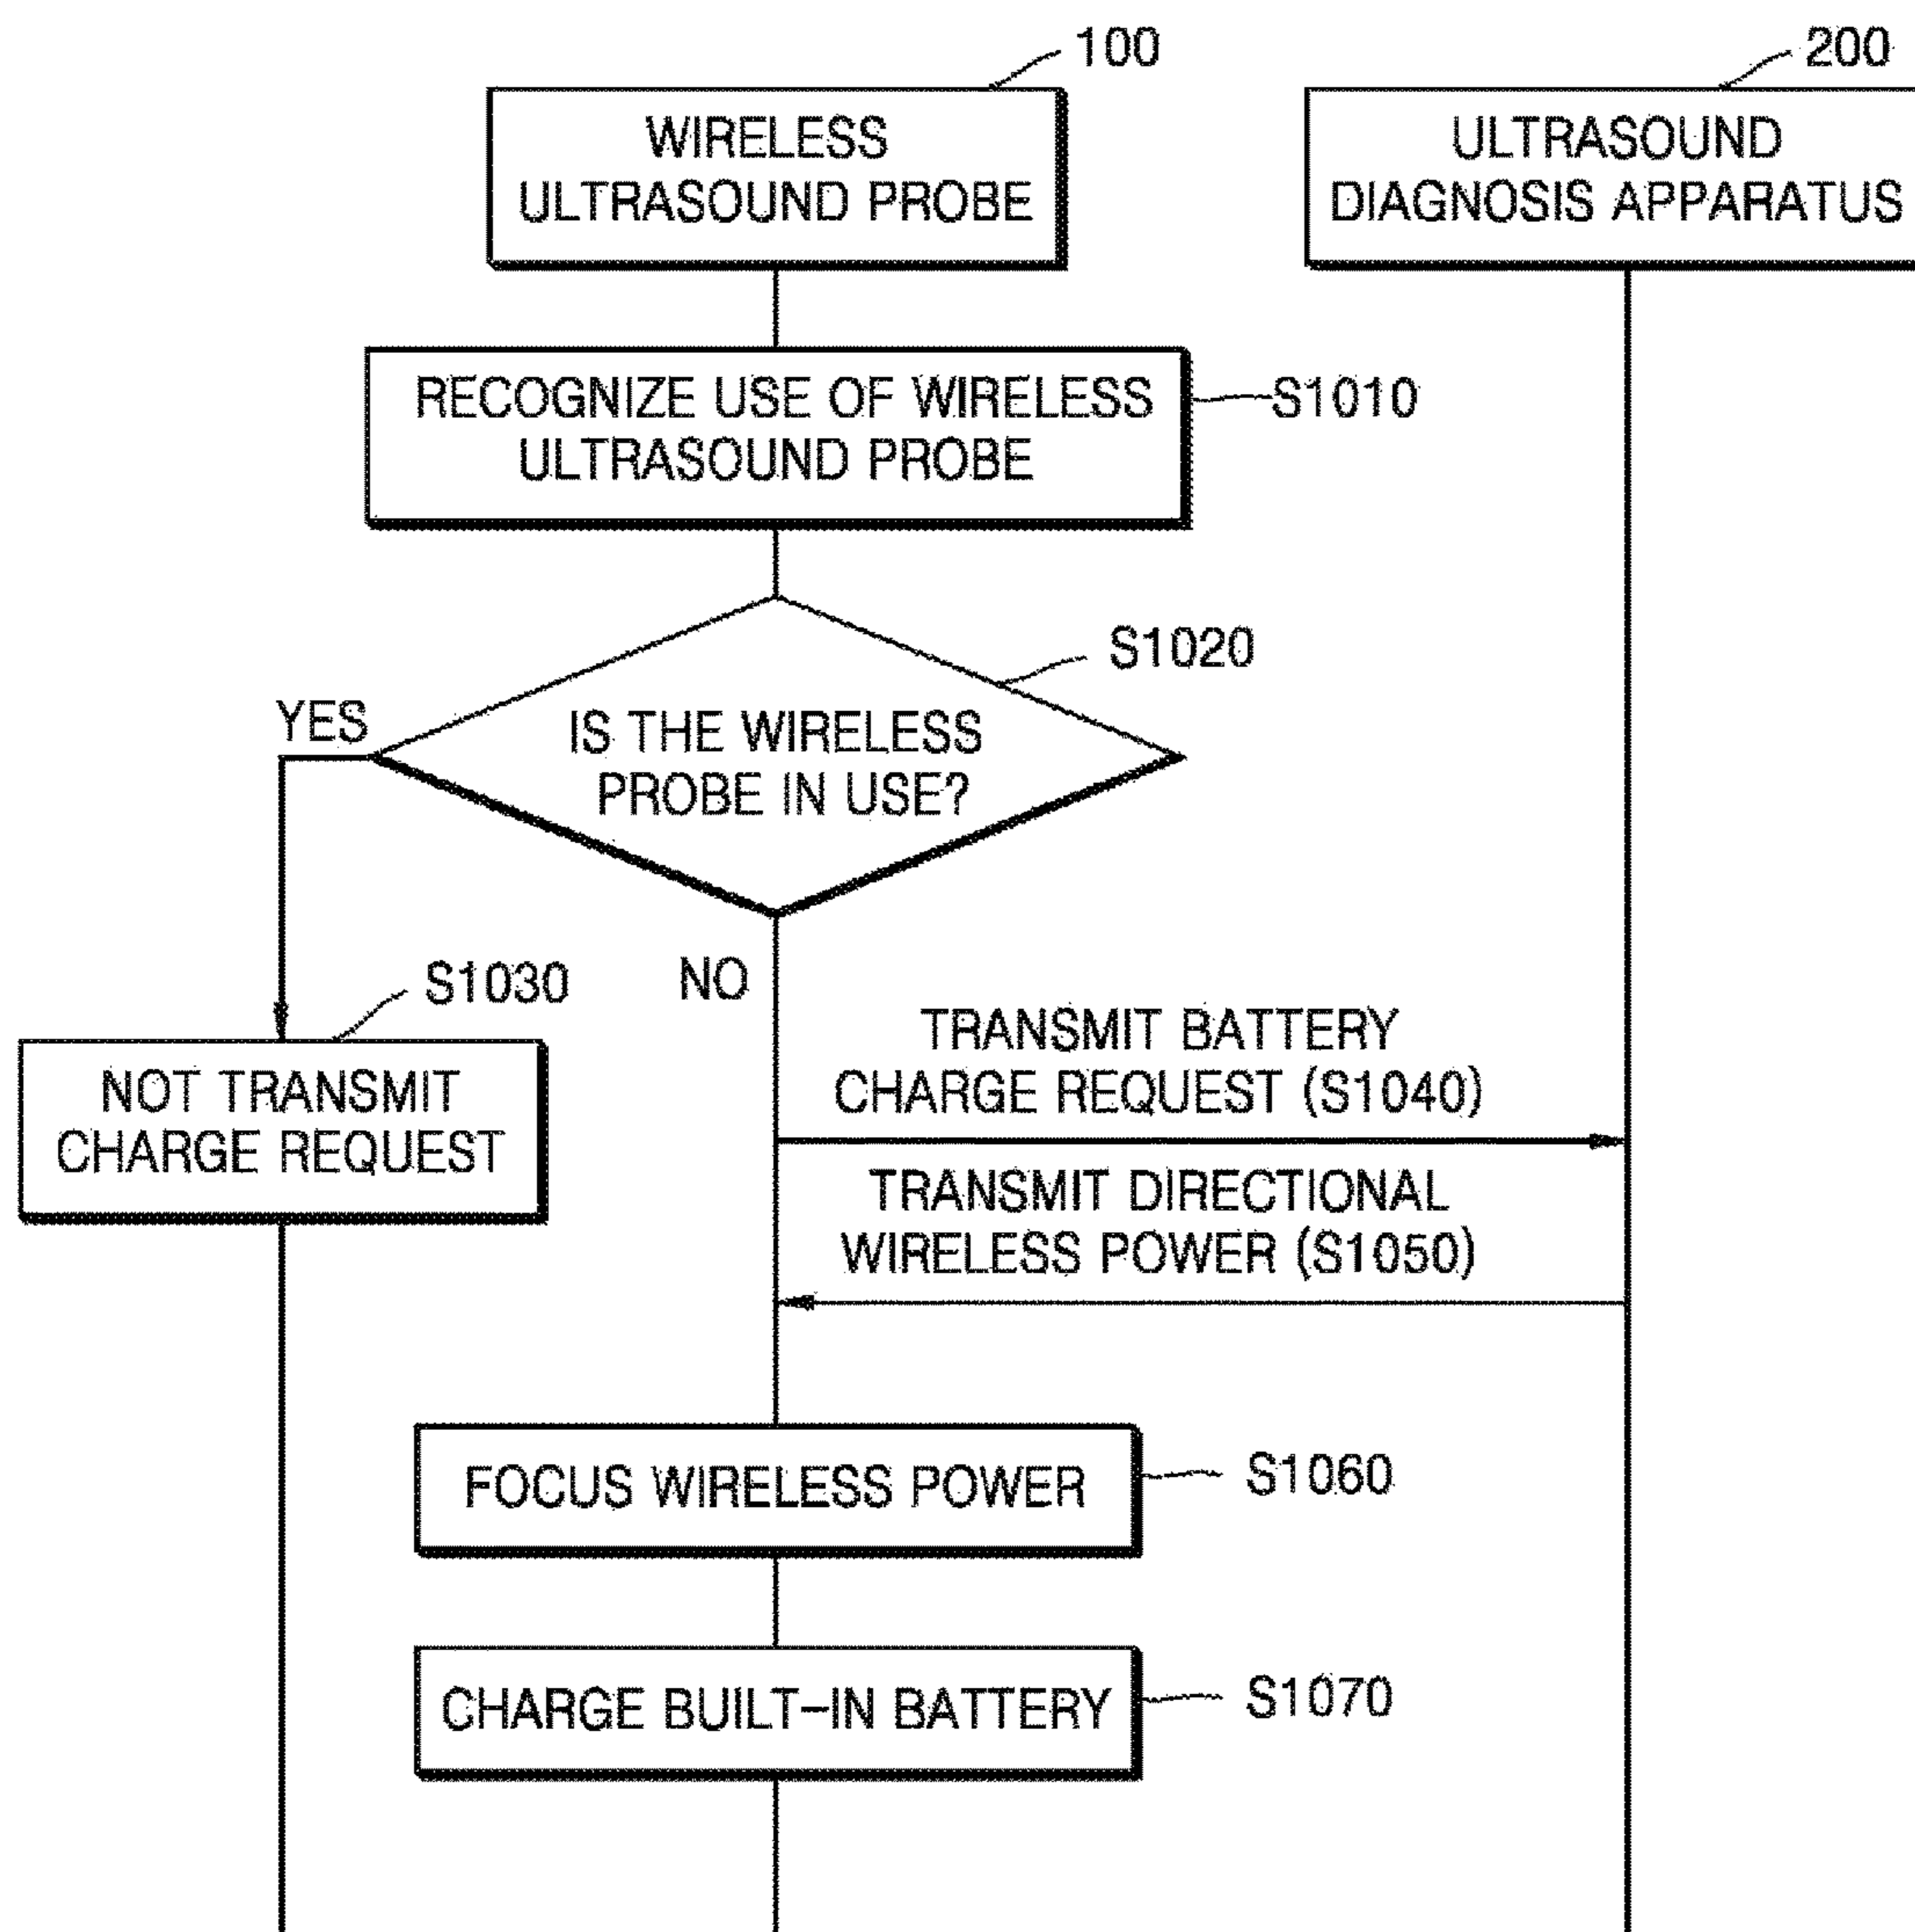 100
200
WIRELESS
ULTRASOUND PROBE
ULTRASOUND
DIAGNOSIS APPARATUS
RECOGNIZE USE OF WIRELESS
ULTRASOUND PROBE
S1010
S1020
YES
IS THE WIRELESS
PROBE IN USE?
S1030
NO
NOT TRANSMIT
CHARGE REQUEST
TRANSMIT BATTERY
CHARGE REQUEST (S1040)
TRANSMIT DIRECTIONAL
WIRELESS POWER (S1050)
FOCUS WIRELESS POWER
S1060
CHARGE BUILT-IN BATTERY
S1070